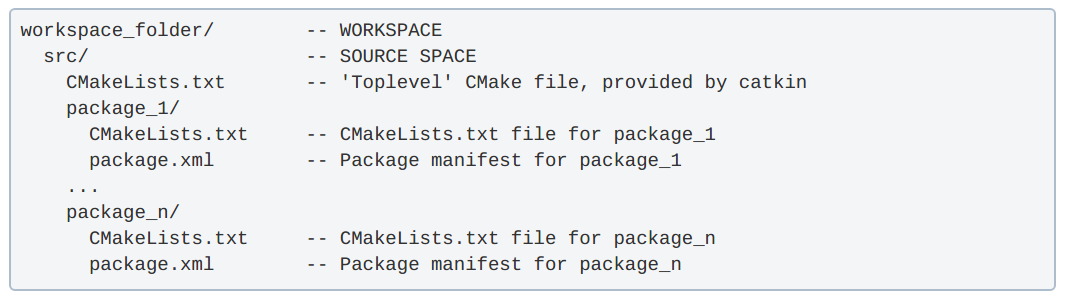 workspace_folder/        -- WORKSPACE
  src/                   -- SOURCE SPACE
    CMakeLists.txt       -- 'Toplevel' CMake file, provided by catkin
    package_1/
      CMakeLists.txt     -- CMakeLists.txt file for package_1
      package.xml        -- Package manifest for package_1
    ...
    package_n/
      CMakeLists.txt     -- CMakeLists.txt file for package_n
      package.xml        -- Package manifest for package_n